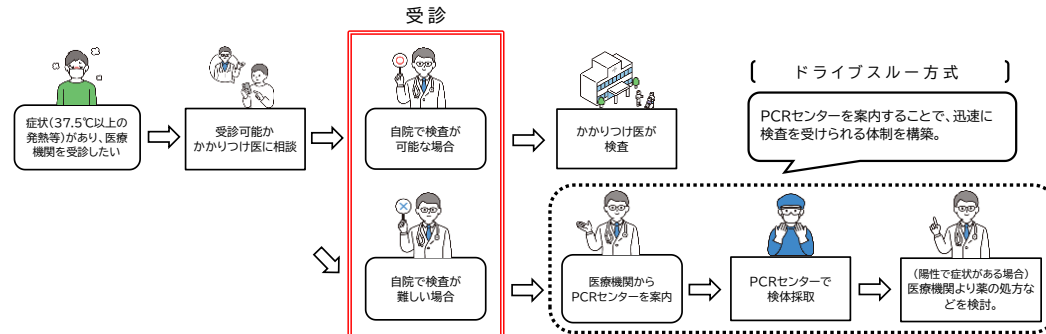 受診
症状(37.5℃以上の
発熱等)があり、医療
機関を受診したい
受診可能か
かかりつけ医に相談
自院で検査が
可能な場合
かかりつけ医が
検査
[ ドライブスルー方式 ]
PCRセンターを案内することで、迅速に
検査を受けられる体制を構築。
自院で検査が
難しい場合
医療機関から
PCRセンターを案内
PCRセンターで
検体採取
(陽性で症状がある場合)
医療機関より薬の処方な
どを検討。